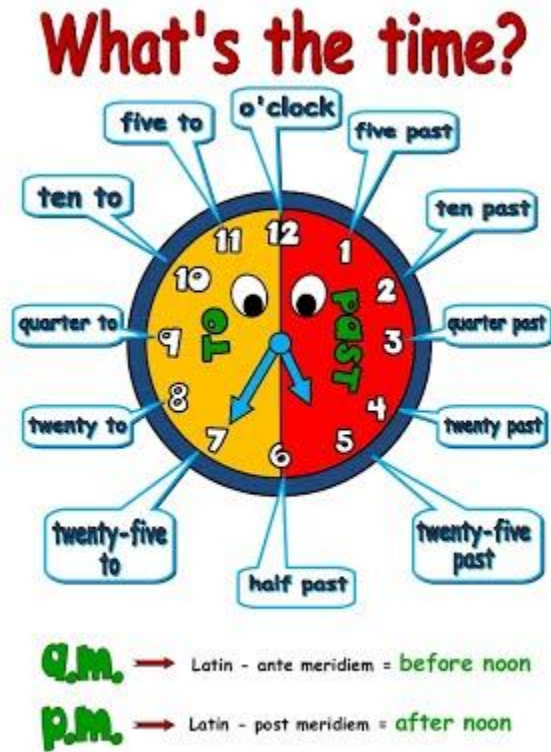 What's the time?
o'clock
five past
ten past
quarter past
twenty past
twenty-five
past
half past
twenty-five
to
twenty to
quarter to
ten to
five to
12
1
2
3
4
5
6
7
8
9
10
11
TO
PAST
a.m. Latin - ante meridiem = before noon
p.m. Latin - post meridiem = after noon